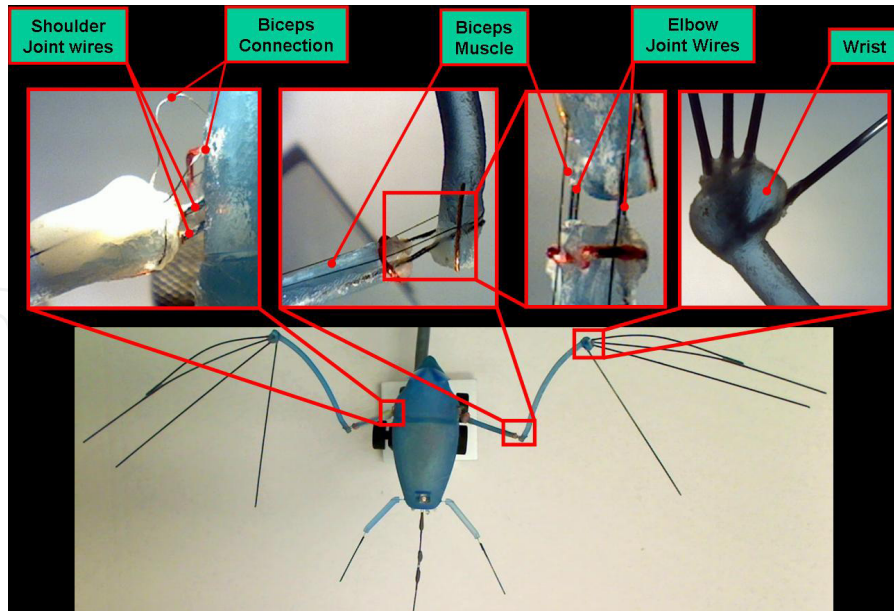 Shoulder
Joint wires
Biceps
Connection
Biceps
Muscle
Elbow
Joint Wires
Wrist